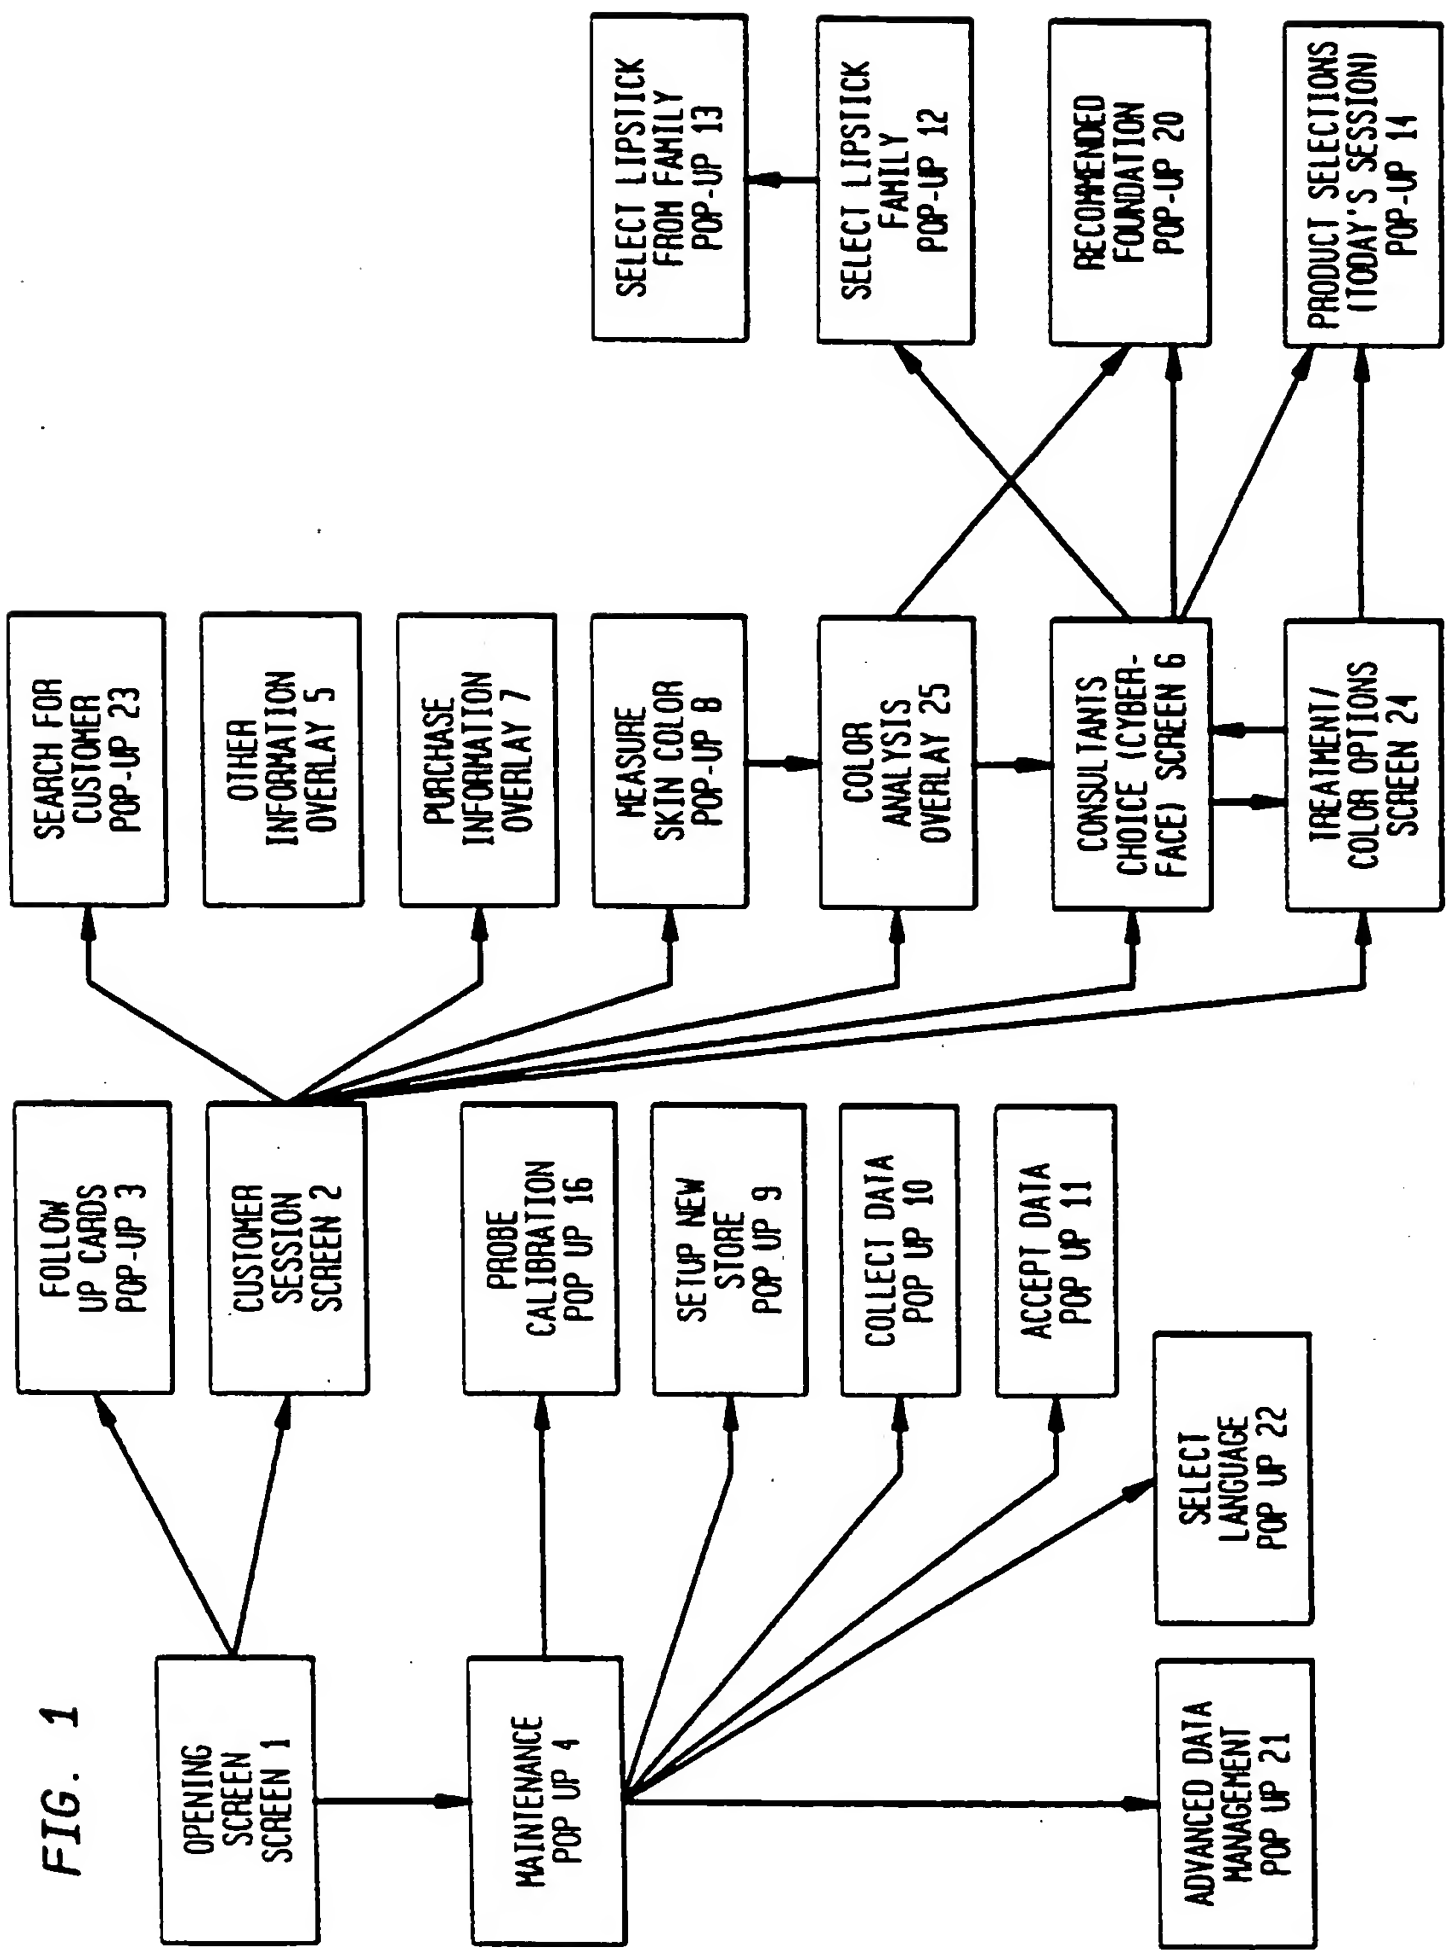 FIG. 1
OPENING
SCREEN
SCREEN 1
MAINTENANCE
POP UP 4
ADVANCED DATA
MANAGEMENT
POP UP 21
SELECT
LANGUAGE
POP UP 22
FOLLOW
UP CARDS
POP-UP 3
CUSTOMER
SESSION
SCREEN 2
PROBE
CALIBRATION
POP UP 16
SETUP NEW
STORE
POP UP 9
COLLECT DATA
POP UP 10
ACCEPT DATA
POP UP 11
SEARCH FOR
CUSTOMER
POP-UP 23
OTHER
INFORMATION
OVERLAY 5
PURCHASE
INFORMATION
OVERLAY 7
MEASURE
SKIN COLOR
POP-UP 8
COLOR
ANALYSIS
OVERLAY 25
CONSULTANTS
CHOICE (CYBER-
FACE) SCREEN 6
TREATMENT/
COLOR OPTIONS
SCREEN 24
SELECT LIPSTICK
FROM FAMILY
POP-UP 13
SELECT LIPSTICK
FAMILY
POP-UP 12
RECOMMENDED
FOUNDATION
POP-UP 20
PRODUCT SELECTIONS
(TODAY'S SESSION)
POP-UP 14